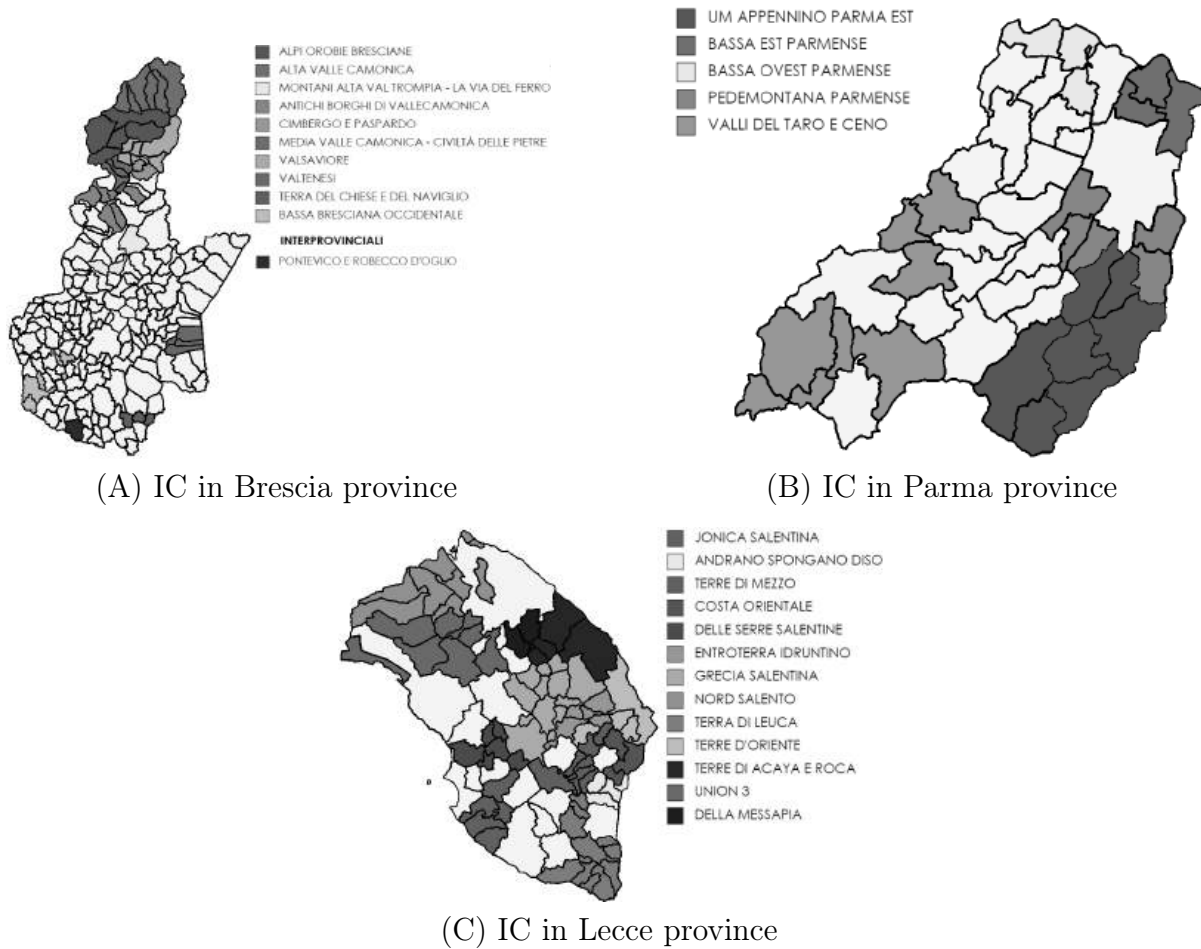 ALPI OROBIE BRESCIANE
ALTA VALLE CAMONICA
MONTANI ALTA VAL TROMPIA - LA VIA DEL FERRO
ANTICHI BORGHI DI VALLECAMONICA
CIMBERGO E PASPARDO
MEDIA VALLE CAMONICA - CIVILTÀ DELLE PIETRE
VALSAVIORE
VALTENESI
TERRA DEL CHIESE E DEL NAVIGLIO
BASSA BRESCIANA OCCIDENTALE
INTERPROVINCIALI
PONTEVICO E ROBECCO D'OGLIO
(A) IC in Brescia province
UM APPENNINO PARMA EST
BASSA EST PARMENSE
BASSA OVEST PARMENSE
PEDEMONTANA PARMENSE
VALLI DEL TARO E CENO
(B) IC in Parma province
JONICA SALENTINA
ANDRANO SPONGANO DISO
TERRE DI MEZZO
COSTA ORIENTALE
DELLE SERRE SALENTINE
ENTROTERRA IDRUNTINO
GRECIA SALENTINA
NORD SALENTO
TERRA DI LEUCA
TERRE D'ORIENTE
TERRE DI ACAYA E ROCA
UNION 3
DELLA MESSAPIA
(C) IC in Lecce province